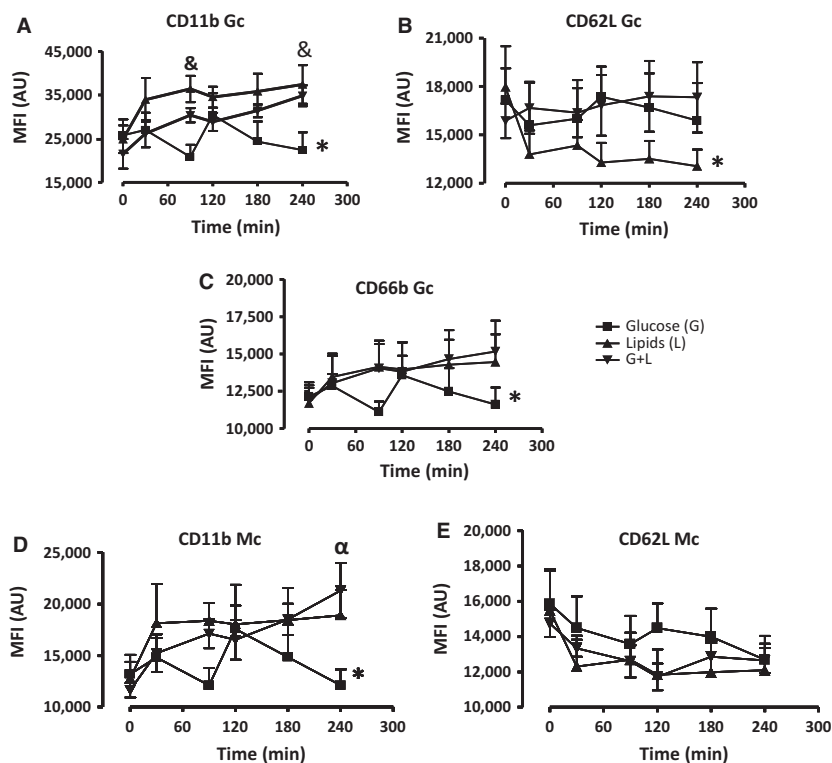 A
CD11b Gc
MFI (AU)
45,000
35,000
25,000
15,000
&
&
*
0 60 120 180 240 300
Time (min)
B
CD62L Gc
MFI (AU)
18,000
16,000
14,000
12,000
*
0 60 120 180 240 300
Time (min)
C
CD66b Gc
MFI (AU)
20,000
17,500
15,000
12,500
10,000
*
0 60 120 180 240 300
Time (min)
Glucose (G)
Lipids (L)
G+L
D
CD11b Mc
MFI (AU)
25,000
20,000
15,000
10,000
α
*
0 60 120 180 240 300
Time (min)
E
CD62L Mc
MFI (AU)
20,000
18,000
16,000
14,000
12,000
10,000
0 60 120 180 240 300
Time (min)